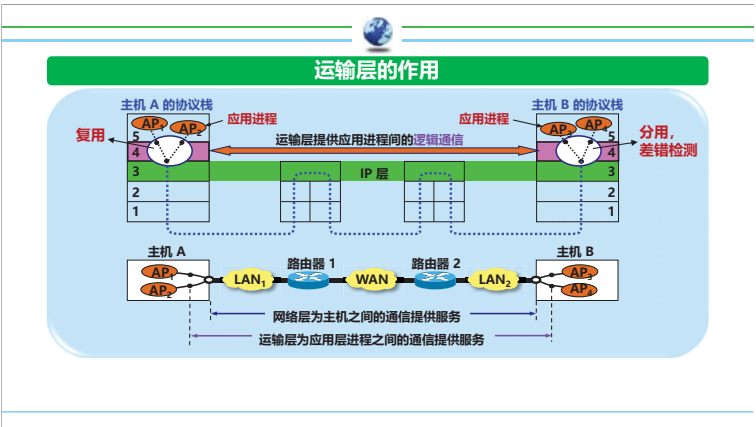 运输层的作用
主机 A 的协议栈
主机 B 的协议栈
AP1
AP2
应用进程
应用进程
AP3
AP4
复用
5
4
3
2
1
运输层提供应用进程间的逻辑通信
IP 层
5
4
3
2
1
分用，
差错检测
主机 A
路由器 1
路由器 2
主机 B
AP1
AP2
LAN1
WAN
LAN2
AP3
AP4
网络层为主机之间的通信提供服务
运输层为应用层进程之间的通信提供服务